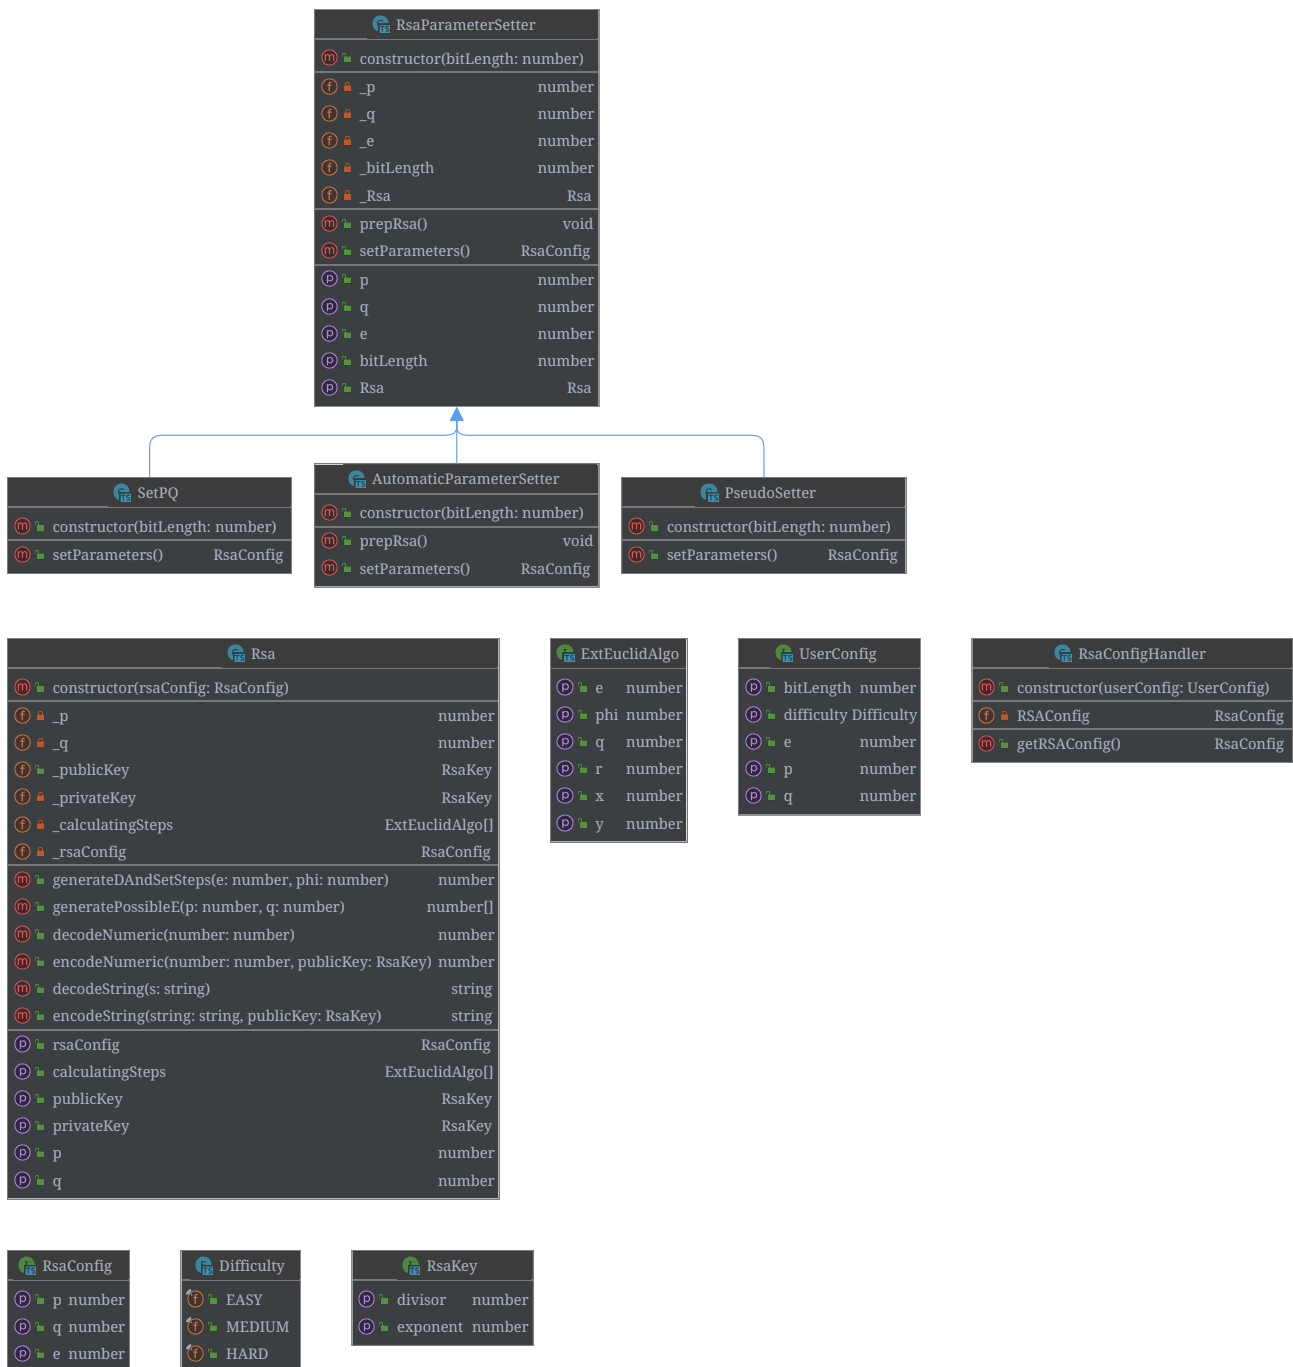 RsaParameterSetter
constructor(bitLength: number)
_p number
_q number
_e number
_bitLength number
_Rsa Rsa
prepRsa() void
setParameters() RsaConfig
p number
q number
e number
bitLength number
Rsa Rsa
SetPQ
constructor(bitLength: number)
setParameters() RsaConfig
AutomaticParameterSetter
constructor(bitLength: number)
prepRsa() void
setParameters() RsaConfig
PseudoSetter
constructor(bitLength: number)
setParameters() RsaConfig
Rsa
constructor(rsaConfig: RsaConfig)
_p number
_q number
_publicKey RsaKey
_privateKey RsaKey
_calculatingSteps ExtEuclidAlgo[]
_rsaConfig RsaConfig
generateDAndSetSteps(e: number, phi: number) number
generatePossibleE(p: number, q: number) number[]
decodeNumeric(number: number) number
encodeNumeric(number: number, publicKey: RsaKey) number
decodeString(s: string) string
encodeString(string: string, publicKey: RsaKey) string
rsaConfig RsaConfig
calculatingSteps ExtEuclidAlgo[]
publicKey RsaKey
privateKey RsaKey
p number
q number
ExtEuclidAlgo
e number
phi number
q number
r number
x number
y number
UserConfig
bitLength number
difficulty Difficulty
e number
p number
q number
RsaConfigHandler
constructor(userConfig: UserConfig)
RSAConfig RsaConfig
getRSAConfig() RsaConfig
RsaConfig
p number
q number
e number
Difficulty
EASY
MEDIUM
HARD
RsaKey
divisor number
exponent number